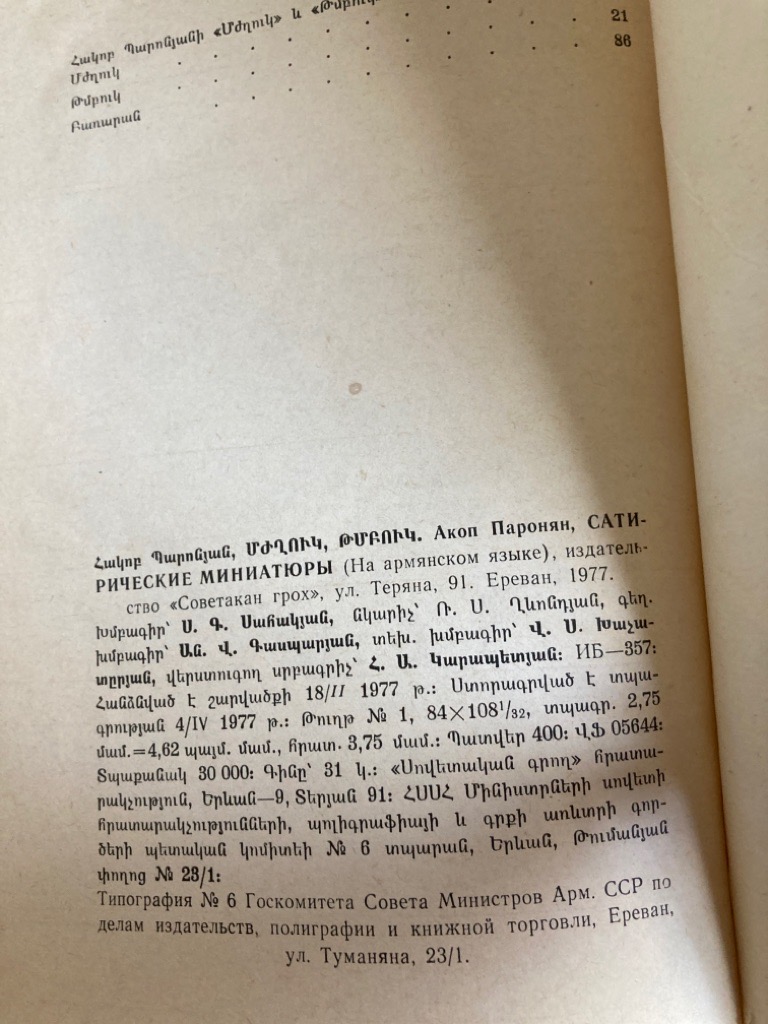 Հակոբ Պարոնյանի «Մժղուկ» և
Մժղուկ . . . . . . . . 21
Թմբուկ . . . . . . . . 86
Բառարան . . . . . . .
Հակոբ Պարոնյան, ՄԺՂՈՒԿ, ԹՄԲՈՒԿ. Акоп Паронян, САТИ-
РИЧЕСКИЕ МИНИАТЮРЫ (На армянском языке), издатель-
ство «Советакан грох», ул. Теряна, 91. Ереван, 1977.
Խմբագիր՝ Ս. Գ. Սահակյան, նկարիչ՝ Ռ. Ս. Ղևոնդյան, գեղ.
խմբագիր՝ Ան. Վ. Գասպարյան, տեխ. խմբագիր՝ Վ. Ս. Խաչա-
տըրյան, վերստուգող սրբագրիչ՝ Հ. Ա. Կարապետյան։ ИБ—357։
Հանձնված է շարվածքի 18/II 1977 թ.։ Ստորագրված է տպա-
գրության 4/IV 1977 թ.։ Թուղթ № 1, 84×108¹/₃₂, տպագր. 2,75
մամ.=4,62 պայմ. մամ., հրատ. 3,75 մամ.։ Պատվեր 400։ ՎՖ 05644։
Տպաքանակ 30 000։ Գինը՝ 31 կ.։ «Սովետական գրող» հրատա-
րակչություն, Երևան—9, Տերյան 91։ ՀՍՍՀ Մինիստրների սովետի
հրատարակչությունների, պոլիգրաֆիայի և գրքի առևտրի գոր-
ծերի պետական կոմիտեի № 6 տպարան, Երևան, Թումանյան
փողոց № 23/1։
Типография № 6 Госкомитета Совета Министров Арм. ССР по
делам издательств, полиграфии и книжной торговли, Ереван,
ул. Туманяна, 23/1.